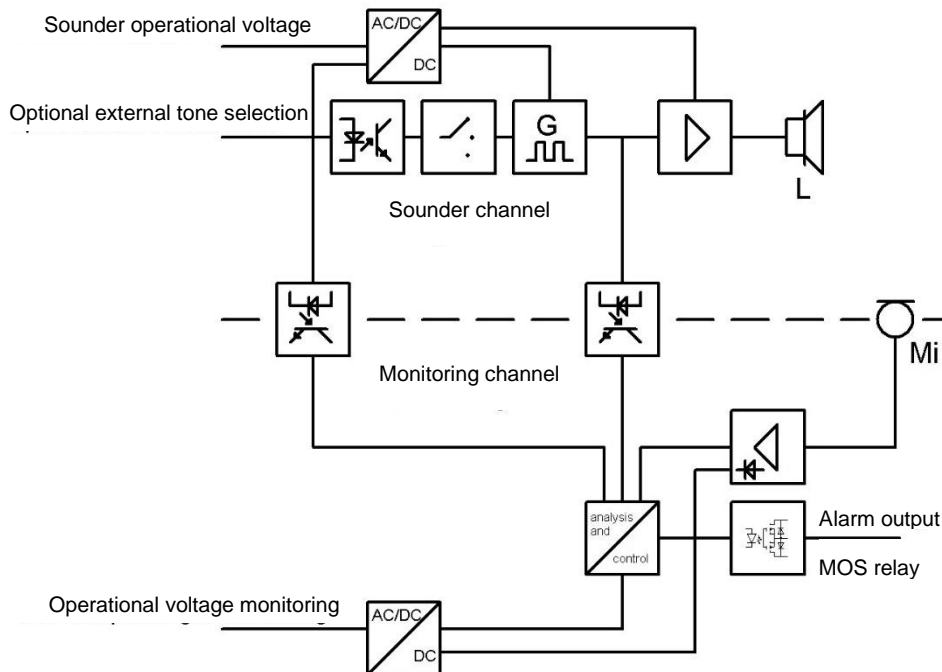 Sounder operational voltage
AC/DC
DC
Optional external tone selection
G
L
Sounder channel
Monitoring channel
Mi
analysis
and
control
Alarm output
MOS relay
Operational voltage monitoring
AC/DC
DC